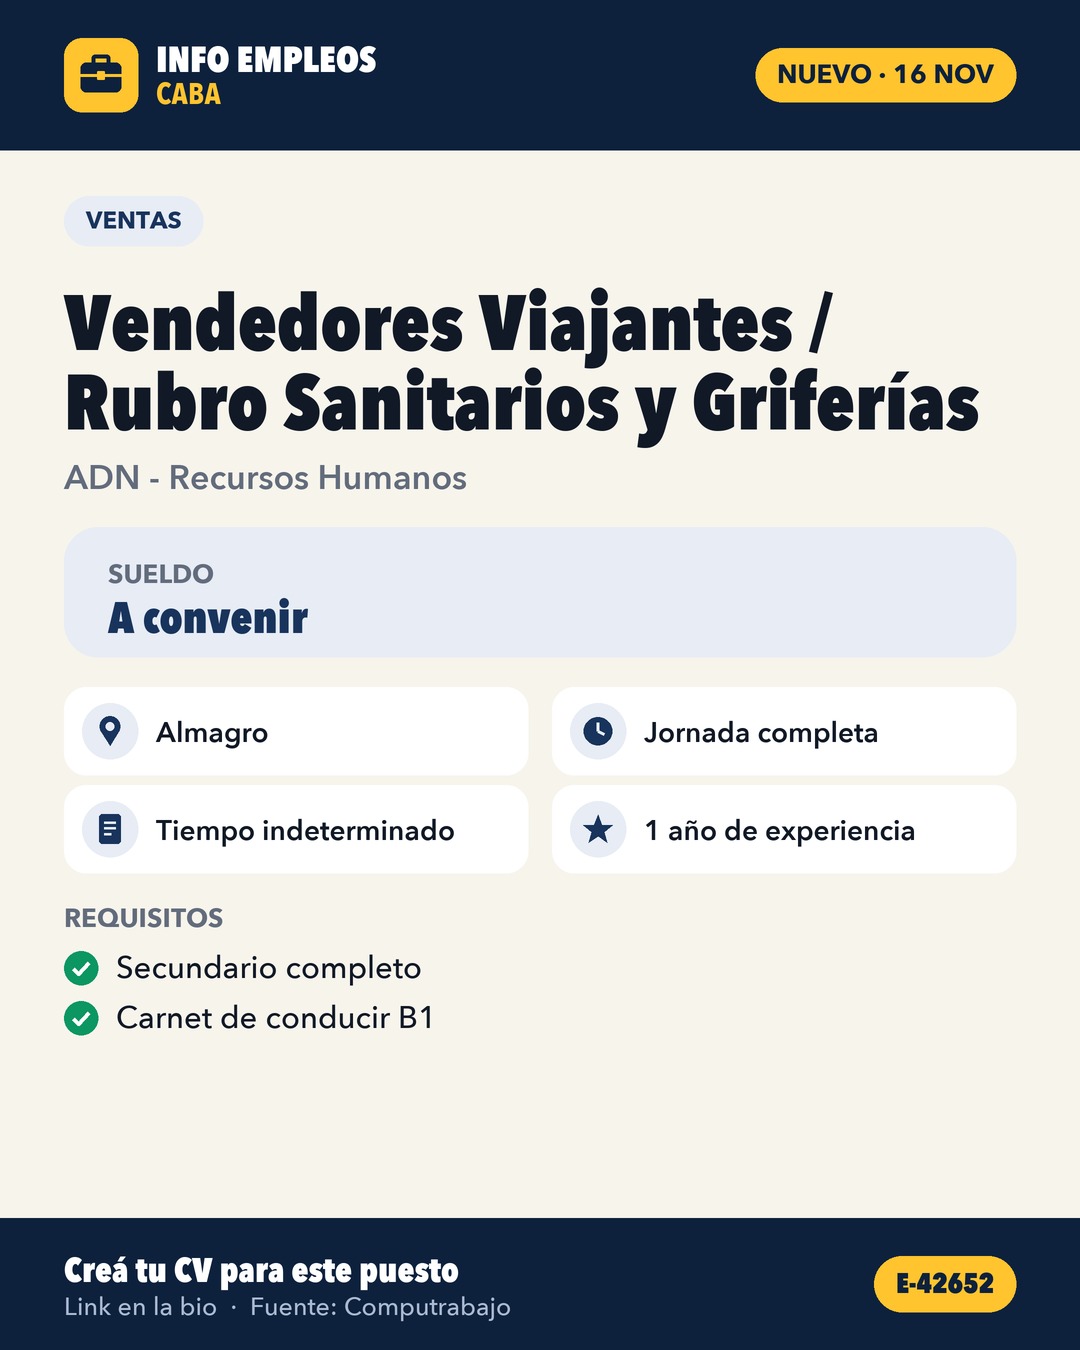 INFO EMPLEOS
CABA
NUEVO · 16 NOV
VENTAS
Vendedores Viajantes /
Rubro Sanitarios y Griferías
ADN - Recursos Humanos
SUELDO
A convenir
Almagro
Jornada completa
Tiempo indeterminado
1 año de experiencia
REQUISITOS
Secundario completo
Carnet de conducir B1
Creá tu CV para este puesto
Link en la bio · Fuente: Computrabajo
E-42652